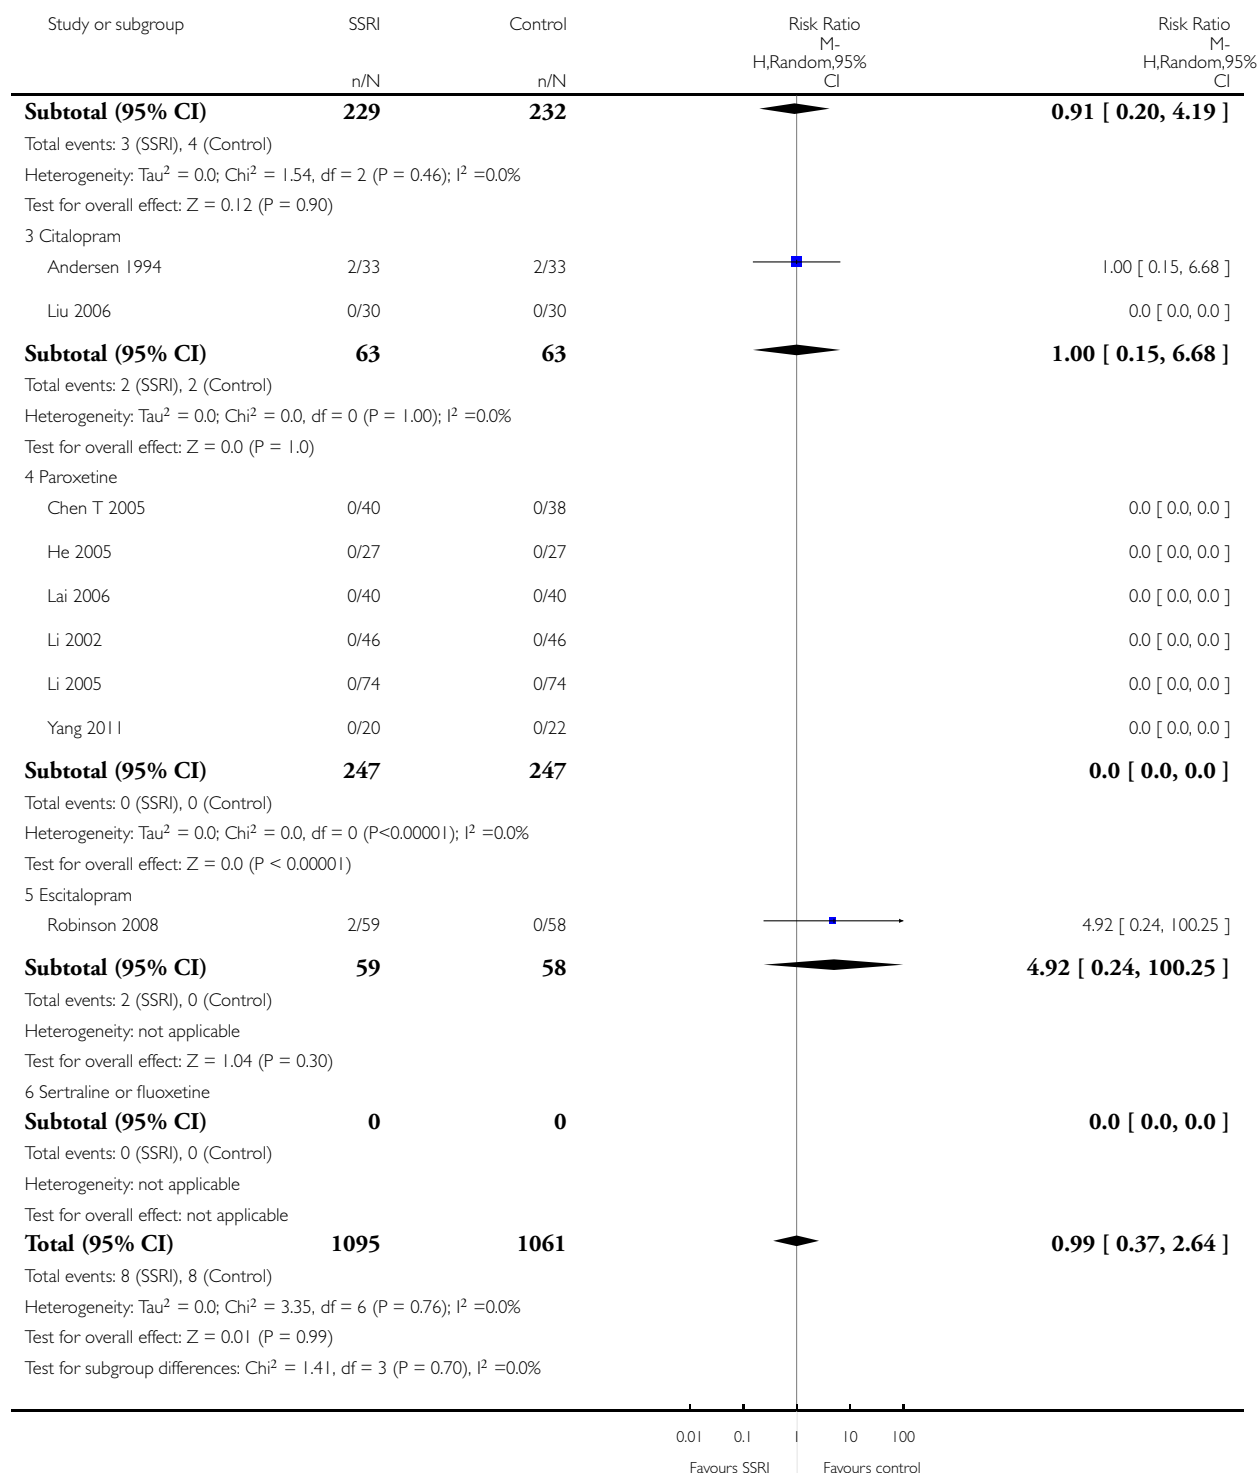 Study or subgroup SSRI Control Risk Ratio Risk Ratio
M- M-
H,Random,95% H,Random,95%
n/N n/N CI CI
Subtotal (95% CI) 229 232 0.91 [ 0.20, 4.19 ]
Total events: 3 (SSRI), 4 (Control)
Heterogeneity: Tau² = 0.0; Chi² = 1.54, df = 2 (P = 0.46); I² =0.0%
Test for overall effect: Z = 0.12 (P = 0.90)
3 Citalopram
Andersen 1994 2/33 2/33 1.00 [ 0.15, 6.68 ]
Liu 2006 0/30 0/30 0.0 [ 0.0, 0.0 ]
Subtotal (95% CI) 63 63 1.00 [ 0.15, 6.68 ]
Total events: 2 (SSRI), 2 (Control)
Heterogeneity: Tau² = 0.0; Chi² = 0.0, df = 0 (P = 1.00); I² =0.0%
Test for overall effect: Z = 0.0 (P = 1.0)
4 Paroxetine
Chen T 2005 0/40 0/38 0.0 [ 0.0, 0.0 ]
He 2005 0/27 0/27 0.0 [ 0.0, 0.0 ]
Lai 2006 0/40 0/40 0.0 [ 0.0, 0.0 ]
Li 2002 0/46 0/46 0.0 [ 0.0, 0.0 ]
Li 2005 0/74 0/74 0.0 [ 0.0, 0.0 ]
Yang 2011 0/20 0/22 0.0 [ 0.0, 0.0 ]
Subtotal (95% CI) 247 247 0.0 [ 0.0, 0.0 ]
Total events: 0 (SSRI), 0 (Control)
Heterogeneity: Tau² = 0.0; Chi² = 0.0, df = 0 (P<0.00001); I² =0.0%
Test for overall effect: Z = 0.0 (P < 0.00001)
5 Escitalopram
Robinson 2008 2/59 0/58 4.92 [ 0.24, 100.25 ]
Subtotal (95% CI) 59 58 4.92 [ 0.24, 100.25 ]
Total events: 2 (SSRI), 0 (Control)
Heterogeneity: not applicable
Test for overall effect: Z = 1.04 (P = 0.30)
6 Sertraline or fluoxetine
Subtotal (95% CI) 0 0 0.0 [ 0.0, 0.0 ]
Total events: 0 (SSRI), 0 (Control)
Heterogeneity: not applicable
Test for overall effect: not applicable
Total (95% CI) 1095 1061 0.99 [ 0.37, 2.64 ]
Total events: 8 (SSRI), 8 (Control)
Heterogeneity: Tau² = 0.0; Chi² = 3.35, df = 6 (P = 0.76); I² =0.0%
Test for overall effect: Z = 0.01 (P = 0.99)
Test for subgroup differences: Chi² = 1.41, df = 3 (P = 0.70), I² =0.0%
0.01 0.1 1 10 100
Favours SSRI Favours control